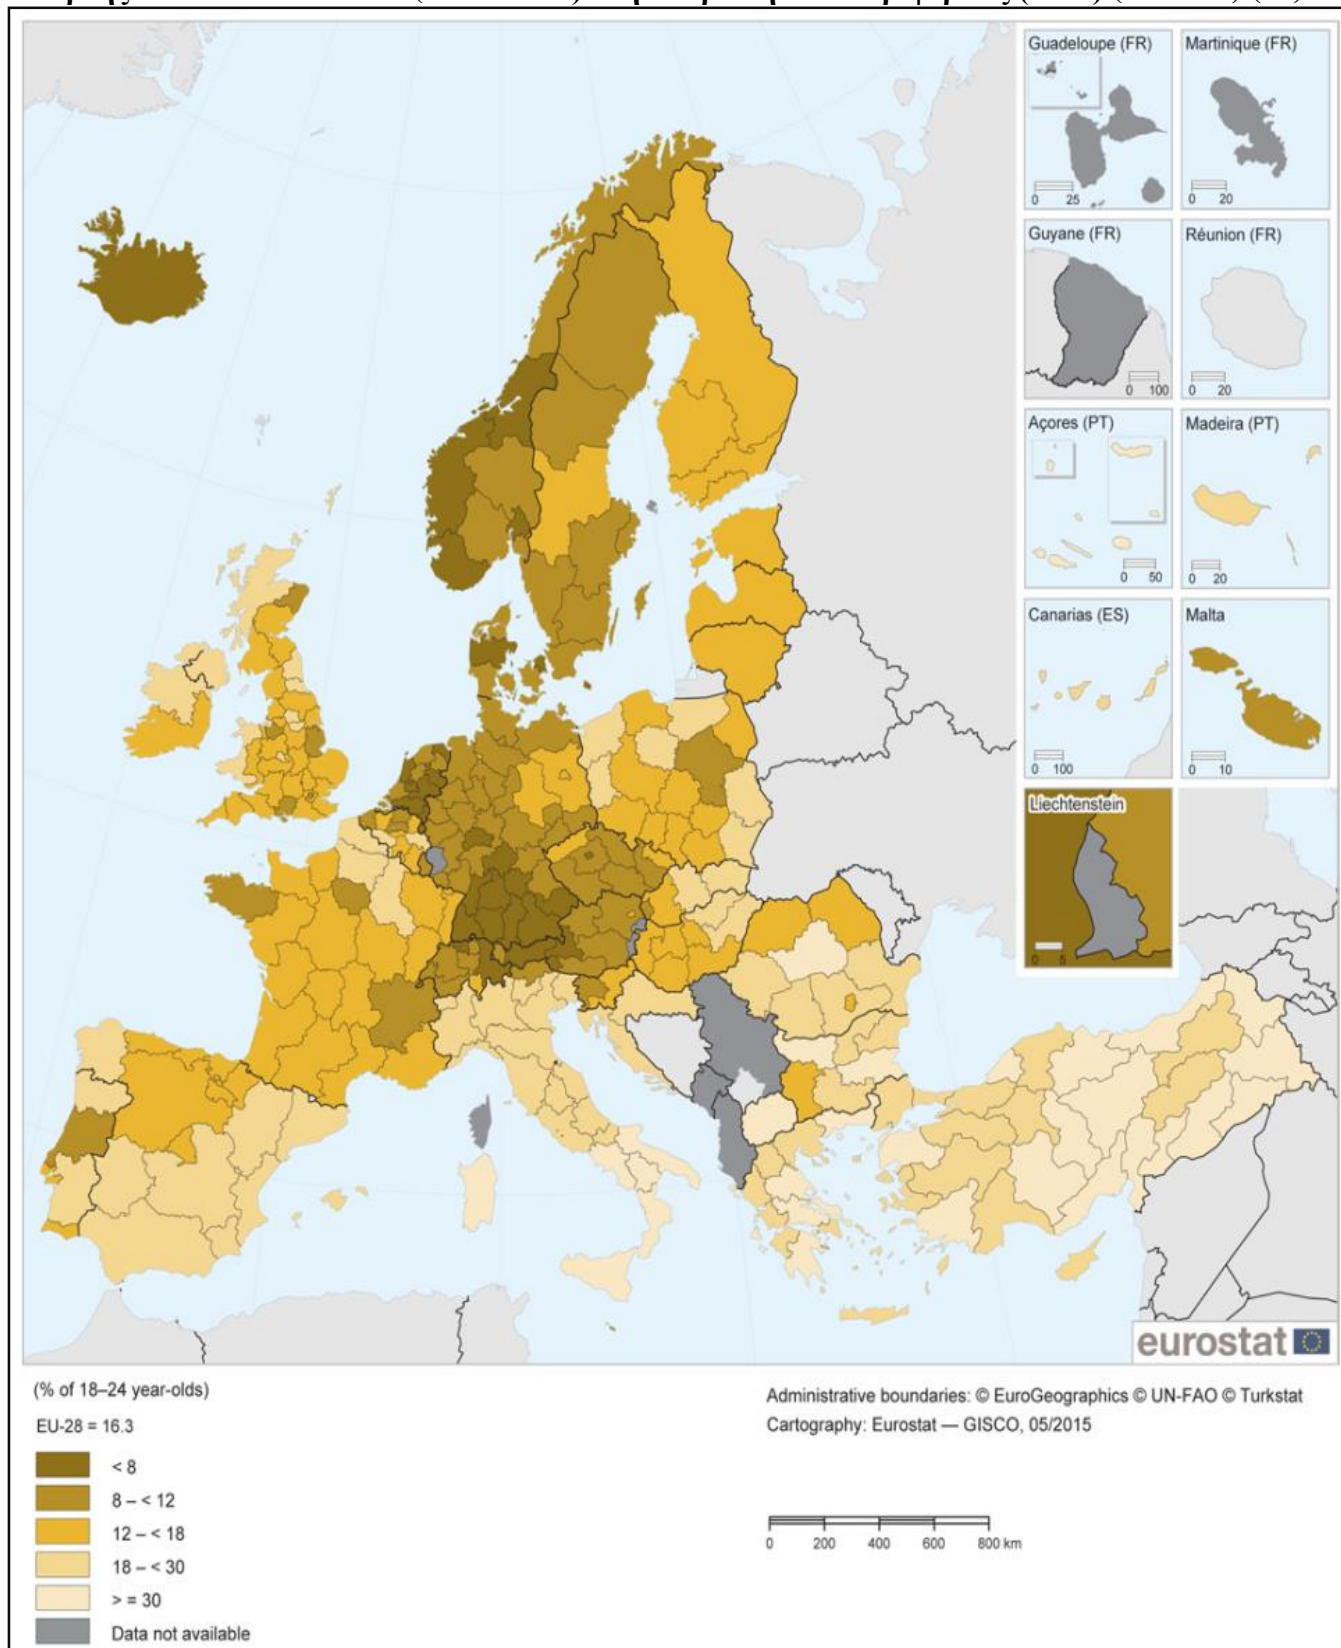 Guadeloupe (FR)
Martinique (FR)
0 25
0 20
Guyane (FR)
Réunion (FR)
0 100
0 20
Açores (PT)
Madeira (PT)
0 50
0 20
Canarias (ES)
Malta
0 100
0 10
Liechtenstein
0 5
eurostat
(% of 18–24 year-olds)
EU-28 = 16.3
< 8
8 – < 12
12 – < 18
18 – < 30
> = 30
Data not available
Administrative boundaries: © EuroGeographics © UN-FAO © Turkstat
Cartography: Eurostat — GISCO, 05/2015
0 200 400 600 800 km